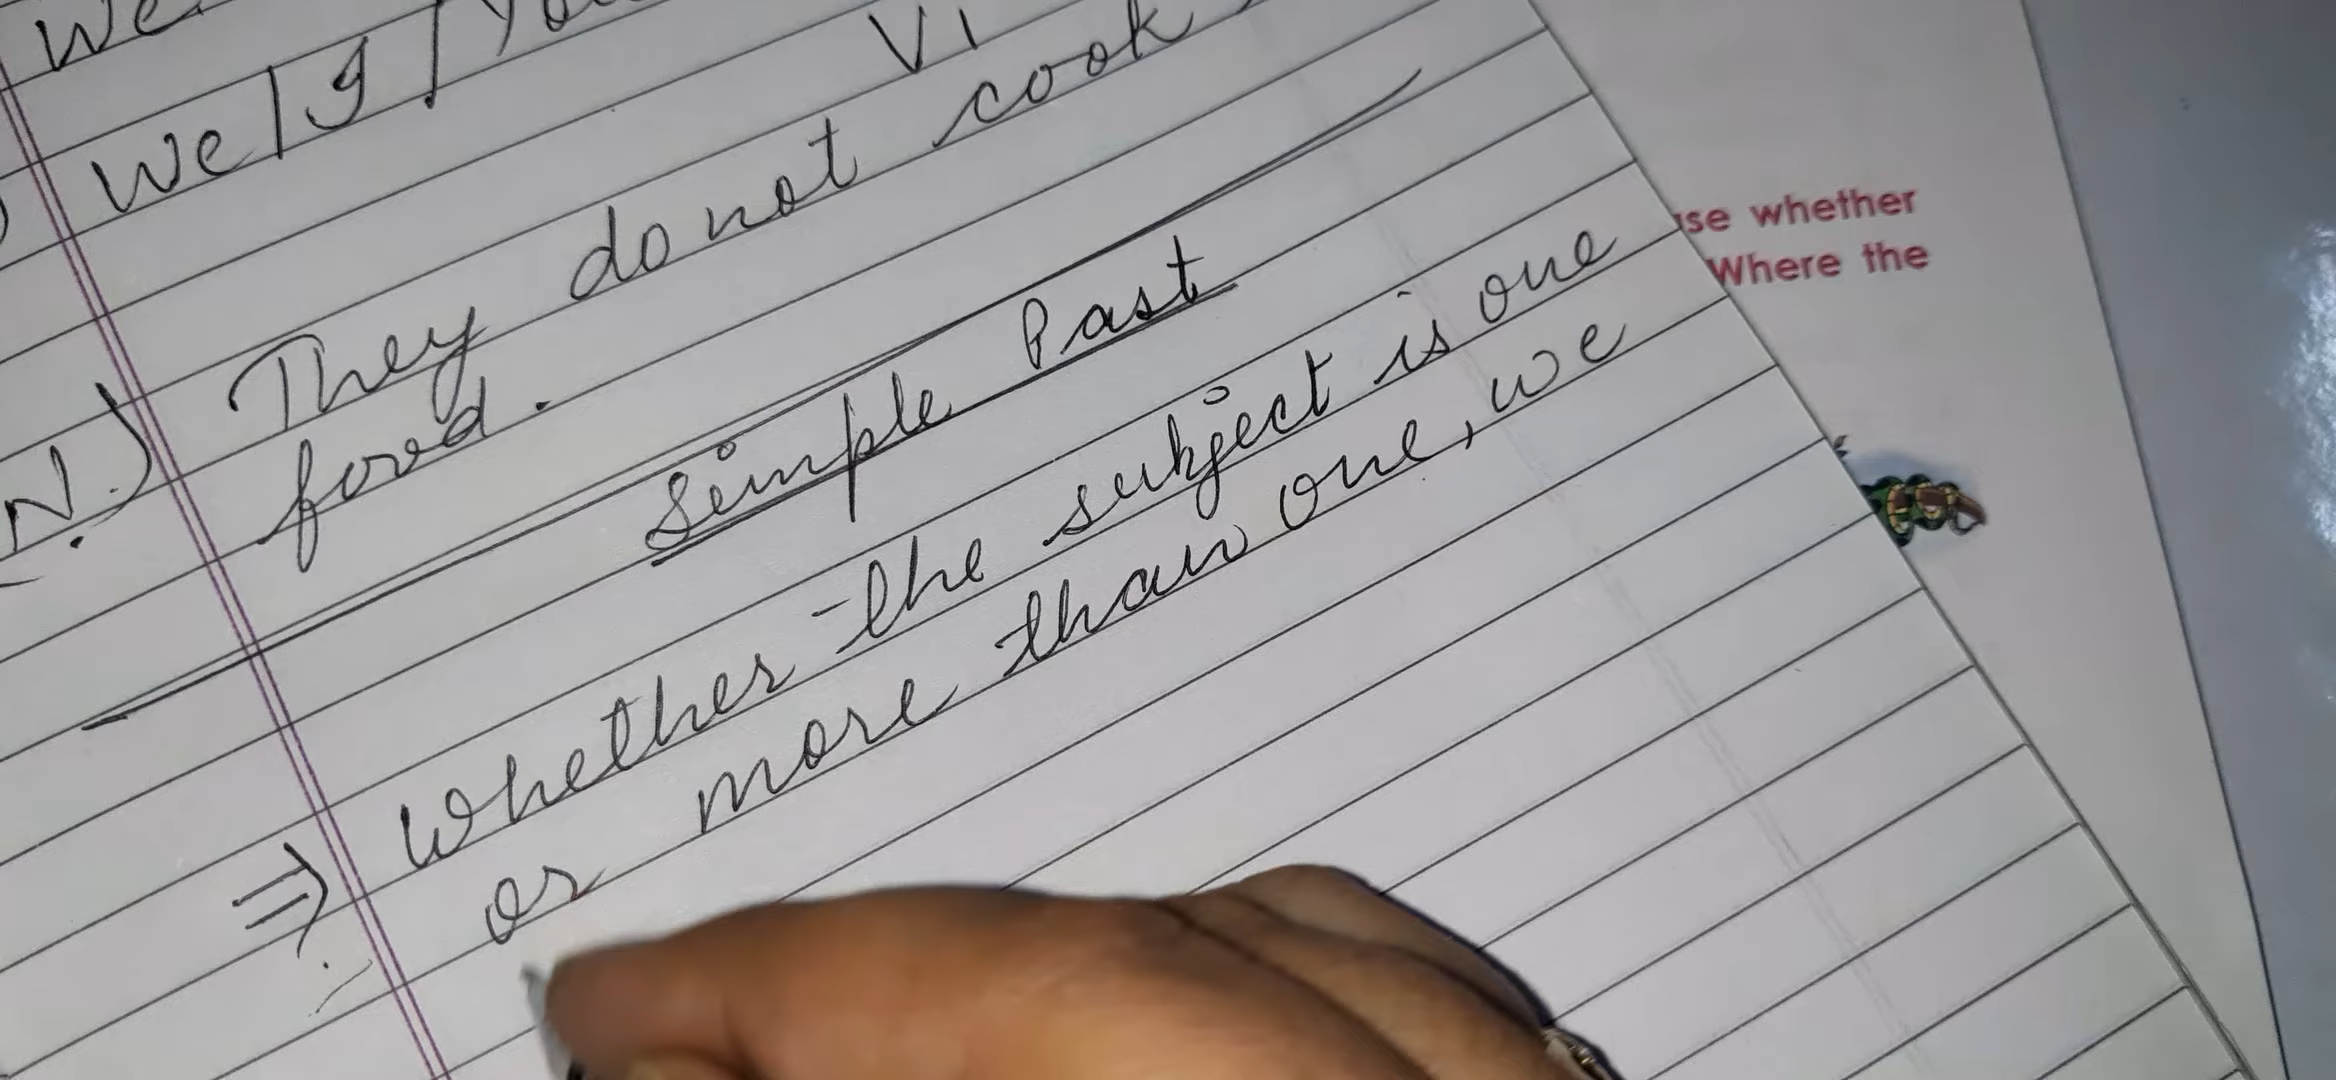 We
We / I / You
V1
N.) They do not cook
food.
Simple Past
⇒ Whether the subject is one
or more than one, we
whether
Where the